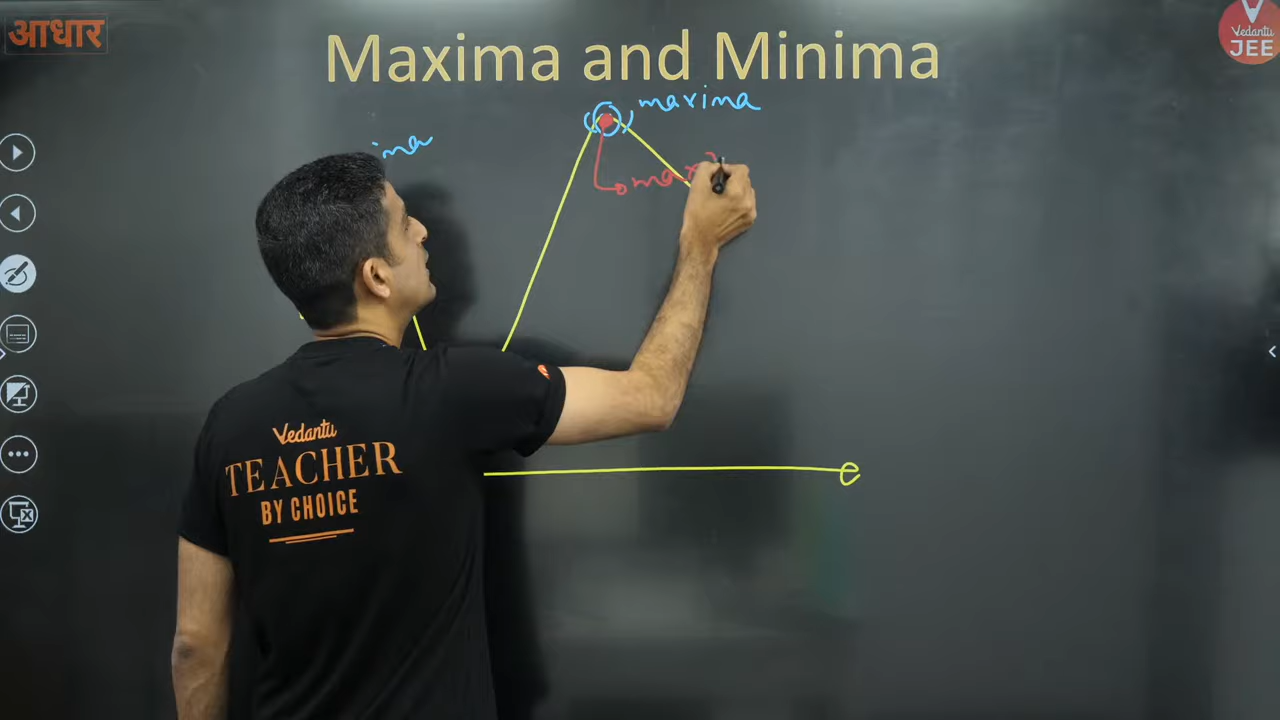 आधार
Maxima and Minima
Vedantu
JEE
maxima
Vedantu
TEACHER
BY CHOICE
e